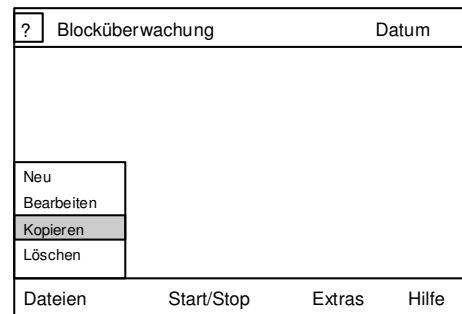 ? Blocküberwachung Datum
Neu
Bearbeiten
Kopieren
Löschen
Dateien Start/Stop Extras Hilfe